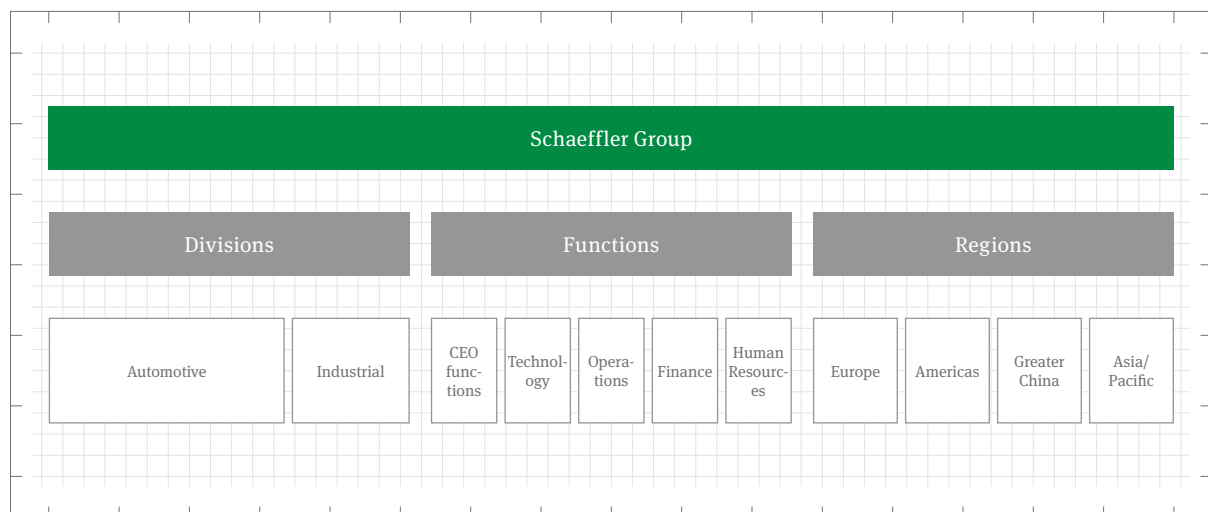 Schaeffler Group
Divisions
Functions
Regions
Automotive
Industrial
CEO
func-
tions
Technol-
ogy
Opera-
tions
Finance
Human
Resourc-
es
Europe
Americas
Greater
China
Asia/
Pacific